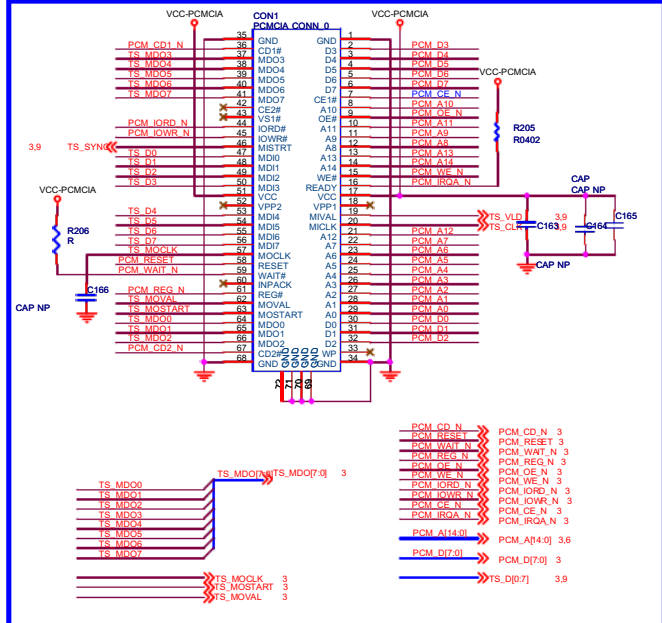 VCC-PCMCIA
CON1
PCMCIA_CONN_0
VCC-PCMCIA
35 GND GND 1
PCM_CD1_N 36 CD1# D3 2 PCM_D3
TS_MDO3 37 MDO3 D4 3 PCM_D4
TS_MDO4 38 MDO4 D5 4 PCM_D5
TS_MDO5 39 MDO5 D6 5 PCM_D6
TS_MDO6 40 MDO6 D7 6 PCM_D7
TS_MDO7 41 MDO7 CE1# 7 PCM_CE_N
42 CE2# A10 8 PCM_A10
43 VS1# OE# 9 PCM_OE_N
PCM_IORD_N 44 IORD# A11 10 PCM_A11
PCM_IOWR_N 45 IOWR# A9 11 PCM_A9
3,9 TS_SYNC 46 MISTRT A8 12 PCM_A8
TS_D0 47 MDI0 A13 13 PCM_A13
TS_D1 48 MDI1 A14 14 PCM_A14
TS_D2 49 MDI2 WE# 15 PCM_WE_N
TS_D3 50 MDI3 READY 16 PCM_IRQA_N
51 VCC VCC 17
52 VPP2 VPP1 18
TS_D4 53 MDI4 MIVAL 19 TS_VLD 3,9
TS_D5 54 MDI5 MICLK 20 TS_CLK 3,9
TS_D6 55 MDI6 A12 21 PCM_A12
TS_D7 56 MDI7 A7 22 PCM_A7
TS_MOCLK 57 MOCLK A6 23 PCM_A6
PCM_RESET 58 RESET A5 24 PCM_A5
PCM_WAIT_N 59 WAIT# A4 25 PCM_A4
60 INPACK A3 26 PCM_A3
PCM_REG_N 61 REG# A2 27 PCM_A2
TS_MOVAL 62 MOVAL A1 28 PCM_A1
TS_MOSTART 63 MOSTART A0 29 PCM_A0
TS_MDO0 64 MDO0 D0 30 PCM_D0
TS_MDO1 65 MDO1 D1 31 PCM_D1
TS_MDO2 66 MDO2 D2 32 PCM_D2
PCM_CD2_N 67 CD2# WP 33
68 GND GND 34
GND GND GND GND
72 71 70 69
VCC-PCMCIA
R205
R0402
CAP
CAP NP
C163 C164 C165
CAP NP
VCC-PCMCIA
R206
R
C166
CAP NP
TS_MDO0
TS_MDO1
TS_MDO2
TS_MDO3
TS_MDO4
TS_MDO5
TS_MDO6
TS_MDO7
TS_MDO[7:0] TS_MDO[7:0] 3
TS_MOCLK 3
TS_MOSTART 3
TS_MOVAL 3
PCM_CD_N PCM_CD_N 3
PCM_RESET PCM_RESET 3
PCM_WAIT_N PCM_WAIT_N 3
PCM_REG_N PCM_REG_N 3
PCM_OE_N PCM_OE_N 3
PCM_WE_N PCM_WE_N 3
PCM_IORD_N PCM_IORD_N 3
PCM_IOWR_N PCM_IOWR_N 3
PCM_CE_N PCM_CE_N 3
PCM_IRQA_N PCM_IRQA_N 3
PCM_A[14:0] PCM_A[14:0] 3,6
PCM_D[7:0] PCM_D[7:0] 3
TS_D[0:7] 3,9